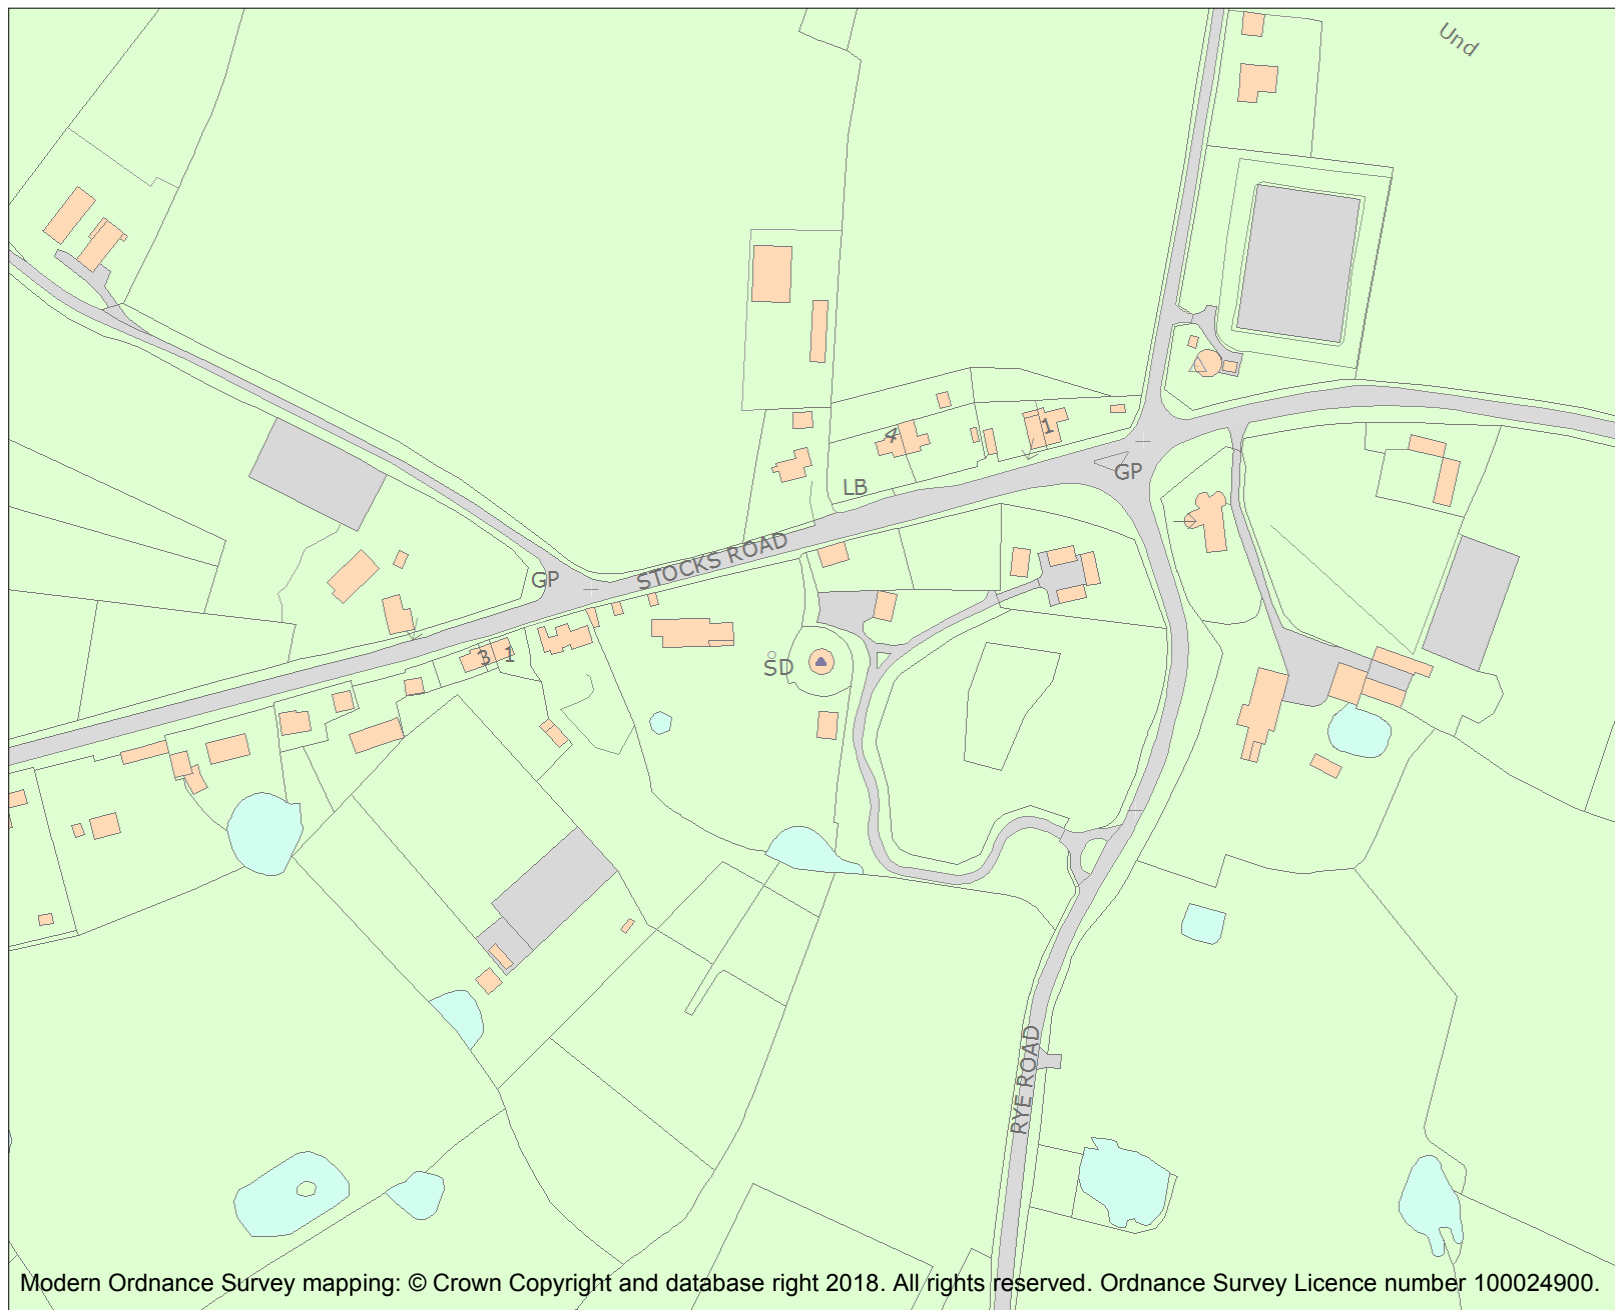 Und
4
1
GP
LB
STOCKS ROAD
GP
3
1
SD
RYE ROAD
Modern Ordnance Survey mapping: © Crown Copyright and database right 2018. All rights reserved. Ordnance Survey Licence number 100024900.